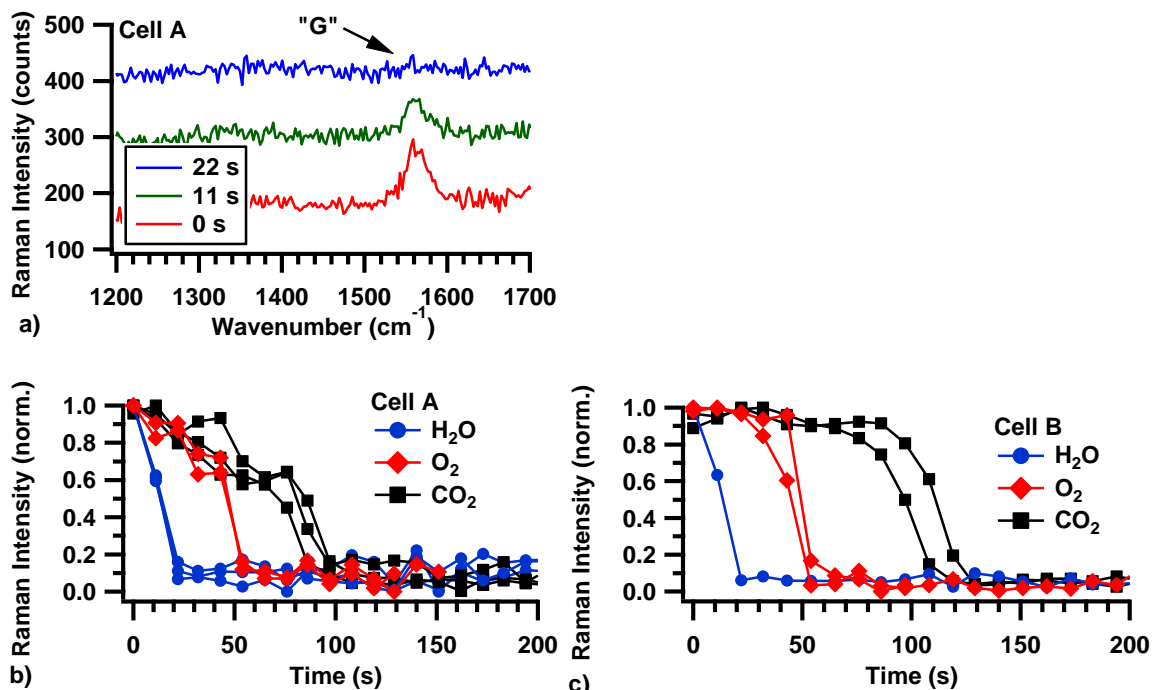 500
400
300
200
100
Raman Intensity (counts)
Cell A
"G"
22 s
11 s
0 s
1200 1300 1400 1500 1600 1700
Wavenumber (cm-1)
a)
1.0
0.8
0.6
0.4
0.2
0.0
Raman Intensity (norm.)
Cell A
H2O
O2
CO2
0 50 100 150 200
Time (s)
b)
1.0
0.8
0.6
0.4
0.2
0.0
Raman Intensity (norm.)
Cell B
H2O
O2
CO2
0 50 100 150 200
Time (s)
c)